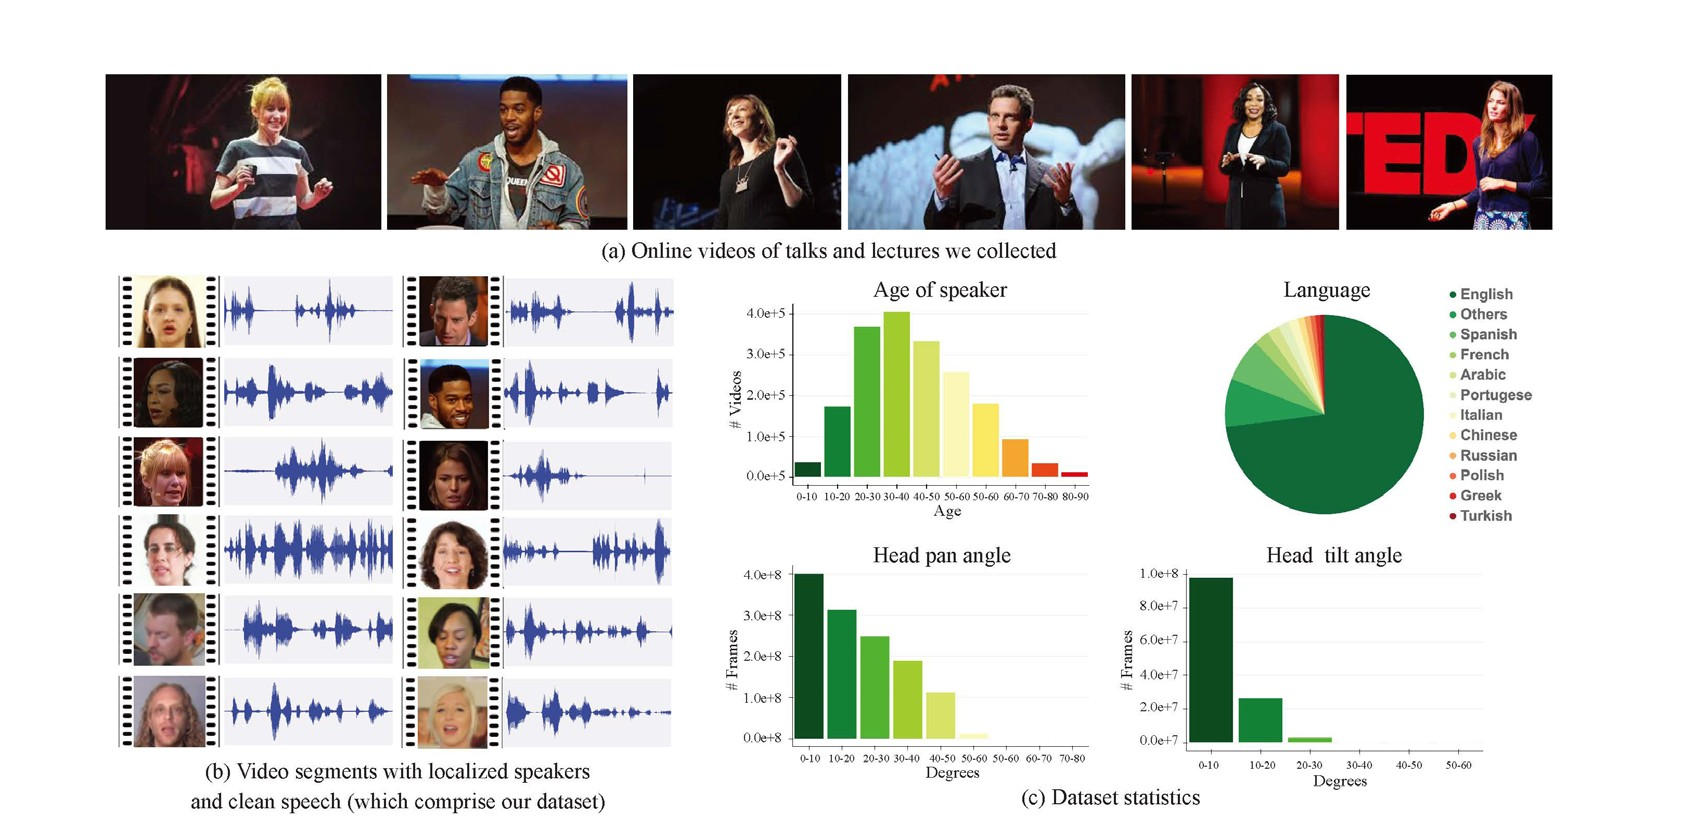 QUEEN
TEDx
(a) Online videos of talks and lectures we collected
(b) Video segments with localized speakers
and clean speech (which comprise our dataset)
Age of speaker
# Videos
4.0e+5
3.0e+5
2.0e+5
1.0e+5
0.0e+5
0-10 10-20 20-30 30-40 40-50 50-60 50-60 60-70 70-80 80-90
Age
Language
English
Others
Spanish
French
Arabic
Portugese
Italian
Chinese
Russian
Polish
Greek
Turkish
Head pan angle
# Frames
4.0e+8
3.0e+8
2.0e+8
1.0e+8
0.0e+8
0-10 10-20 20-30 30-40 40-50 50-60 60-70 70-80
Degrees
Head tilt angle
# Frames
1.0e+8
8.0e+7
6.0e+7
4.0e+7
2.0e+7
0.0e+7
0-10 10-20 20-30 30-40 40-50 50-60
Degrees
(c) Dataset statistics